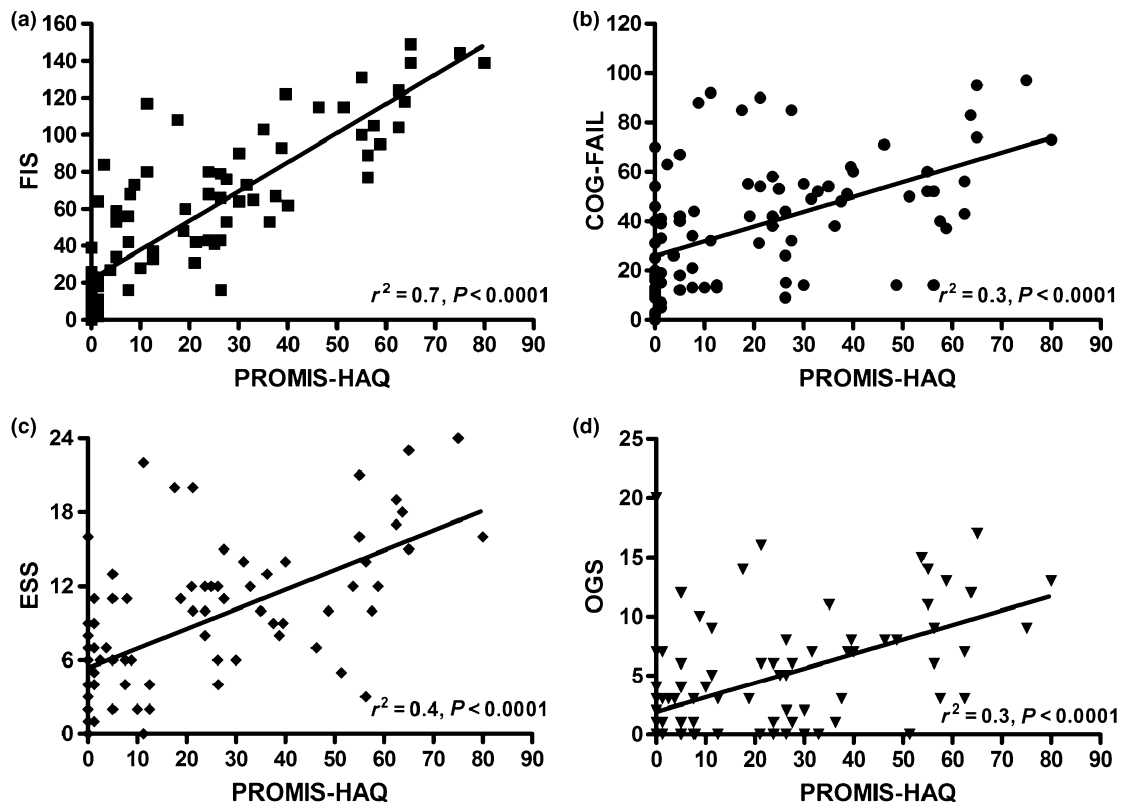 (a)
160
140
120
100
80
60
40
20
0
FIS
r² = 0.7, P < 0.0001
0 10 20 30 40 50 60 70 80 90
PROMIS-HAQ
(b)
120
100
80
60
40
20
0
COG-FAIL
r² = 0.3, P < 0.0001
0 10 20 30 40 50 60 70 80 90
PROMIS-HAQ
(c)
24
18
12
6
0
ESS
r² = 0.4, P < 0.0001
0 10 20 30 40 50 60 70 80 90
PROMIS-HAQ
(d)
25
20
15
10
5
0
OGS
r² = 0.3, P < 0.0001
0 10 20 30 40 50 60 70 80 90
PROMIS-HAQ